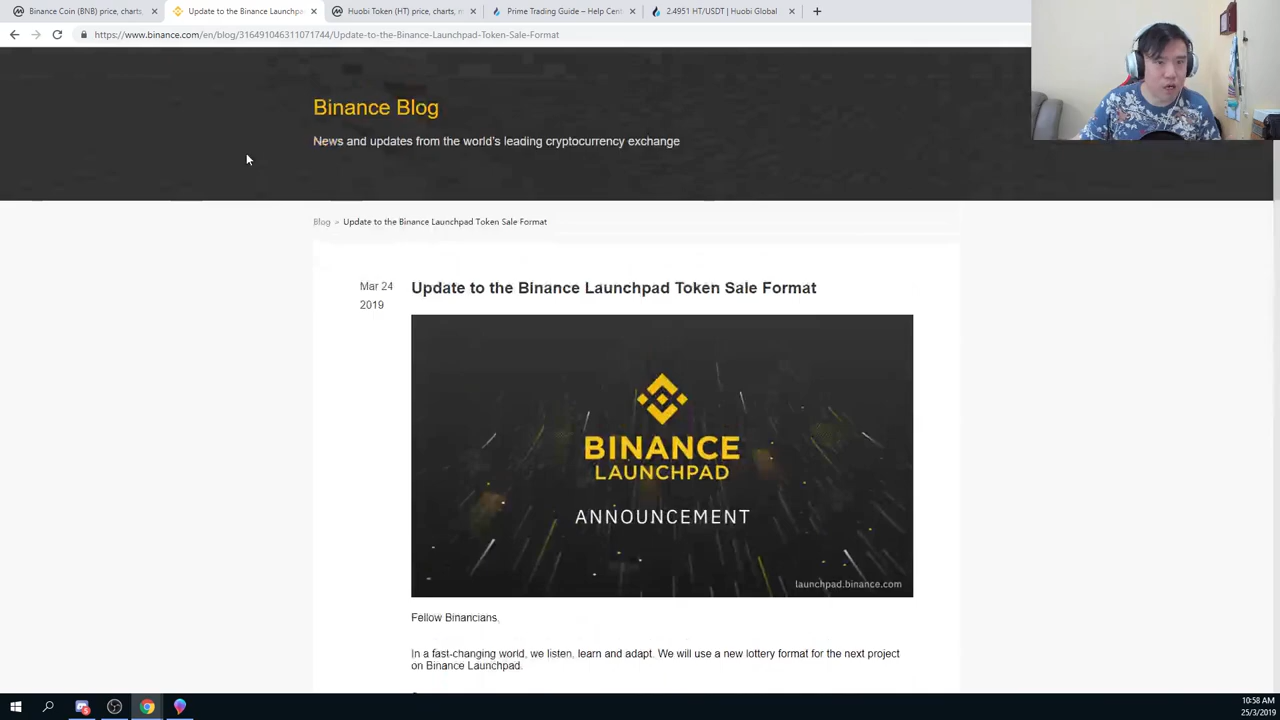 Binance Coin (BNB) price, charts,
Update to the Binance Launchpa
Huobi Token (HT) price, charts, m
Prime Trading Guide – Help Cent
2.4951 HT/USDT | Huobi Global
https://www.binance.com/en/blog/316491046311071744/Update-to-the-Binance-Launchpad-Token-Sale-Format
Binance Blog
News and updates from the world's leading cryptocurrency exchange
Blog > Update to the Binance Launchpad Token Sale Format
Mar 24
2019
Update to the Binance Launchpad Token Sale Format
BINANCE
LAUNCHPAD
ANNOUNCEMENT
launchpad.binance.com
Fellow Binancians,
In a fast-changing world, we listen, learn and adapt. We will use a new lottery format for the next project
on Binance Launchpad.
10:58 AM
25/3/2019